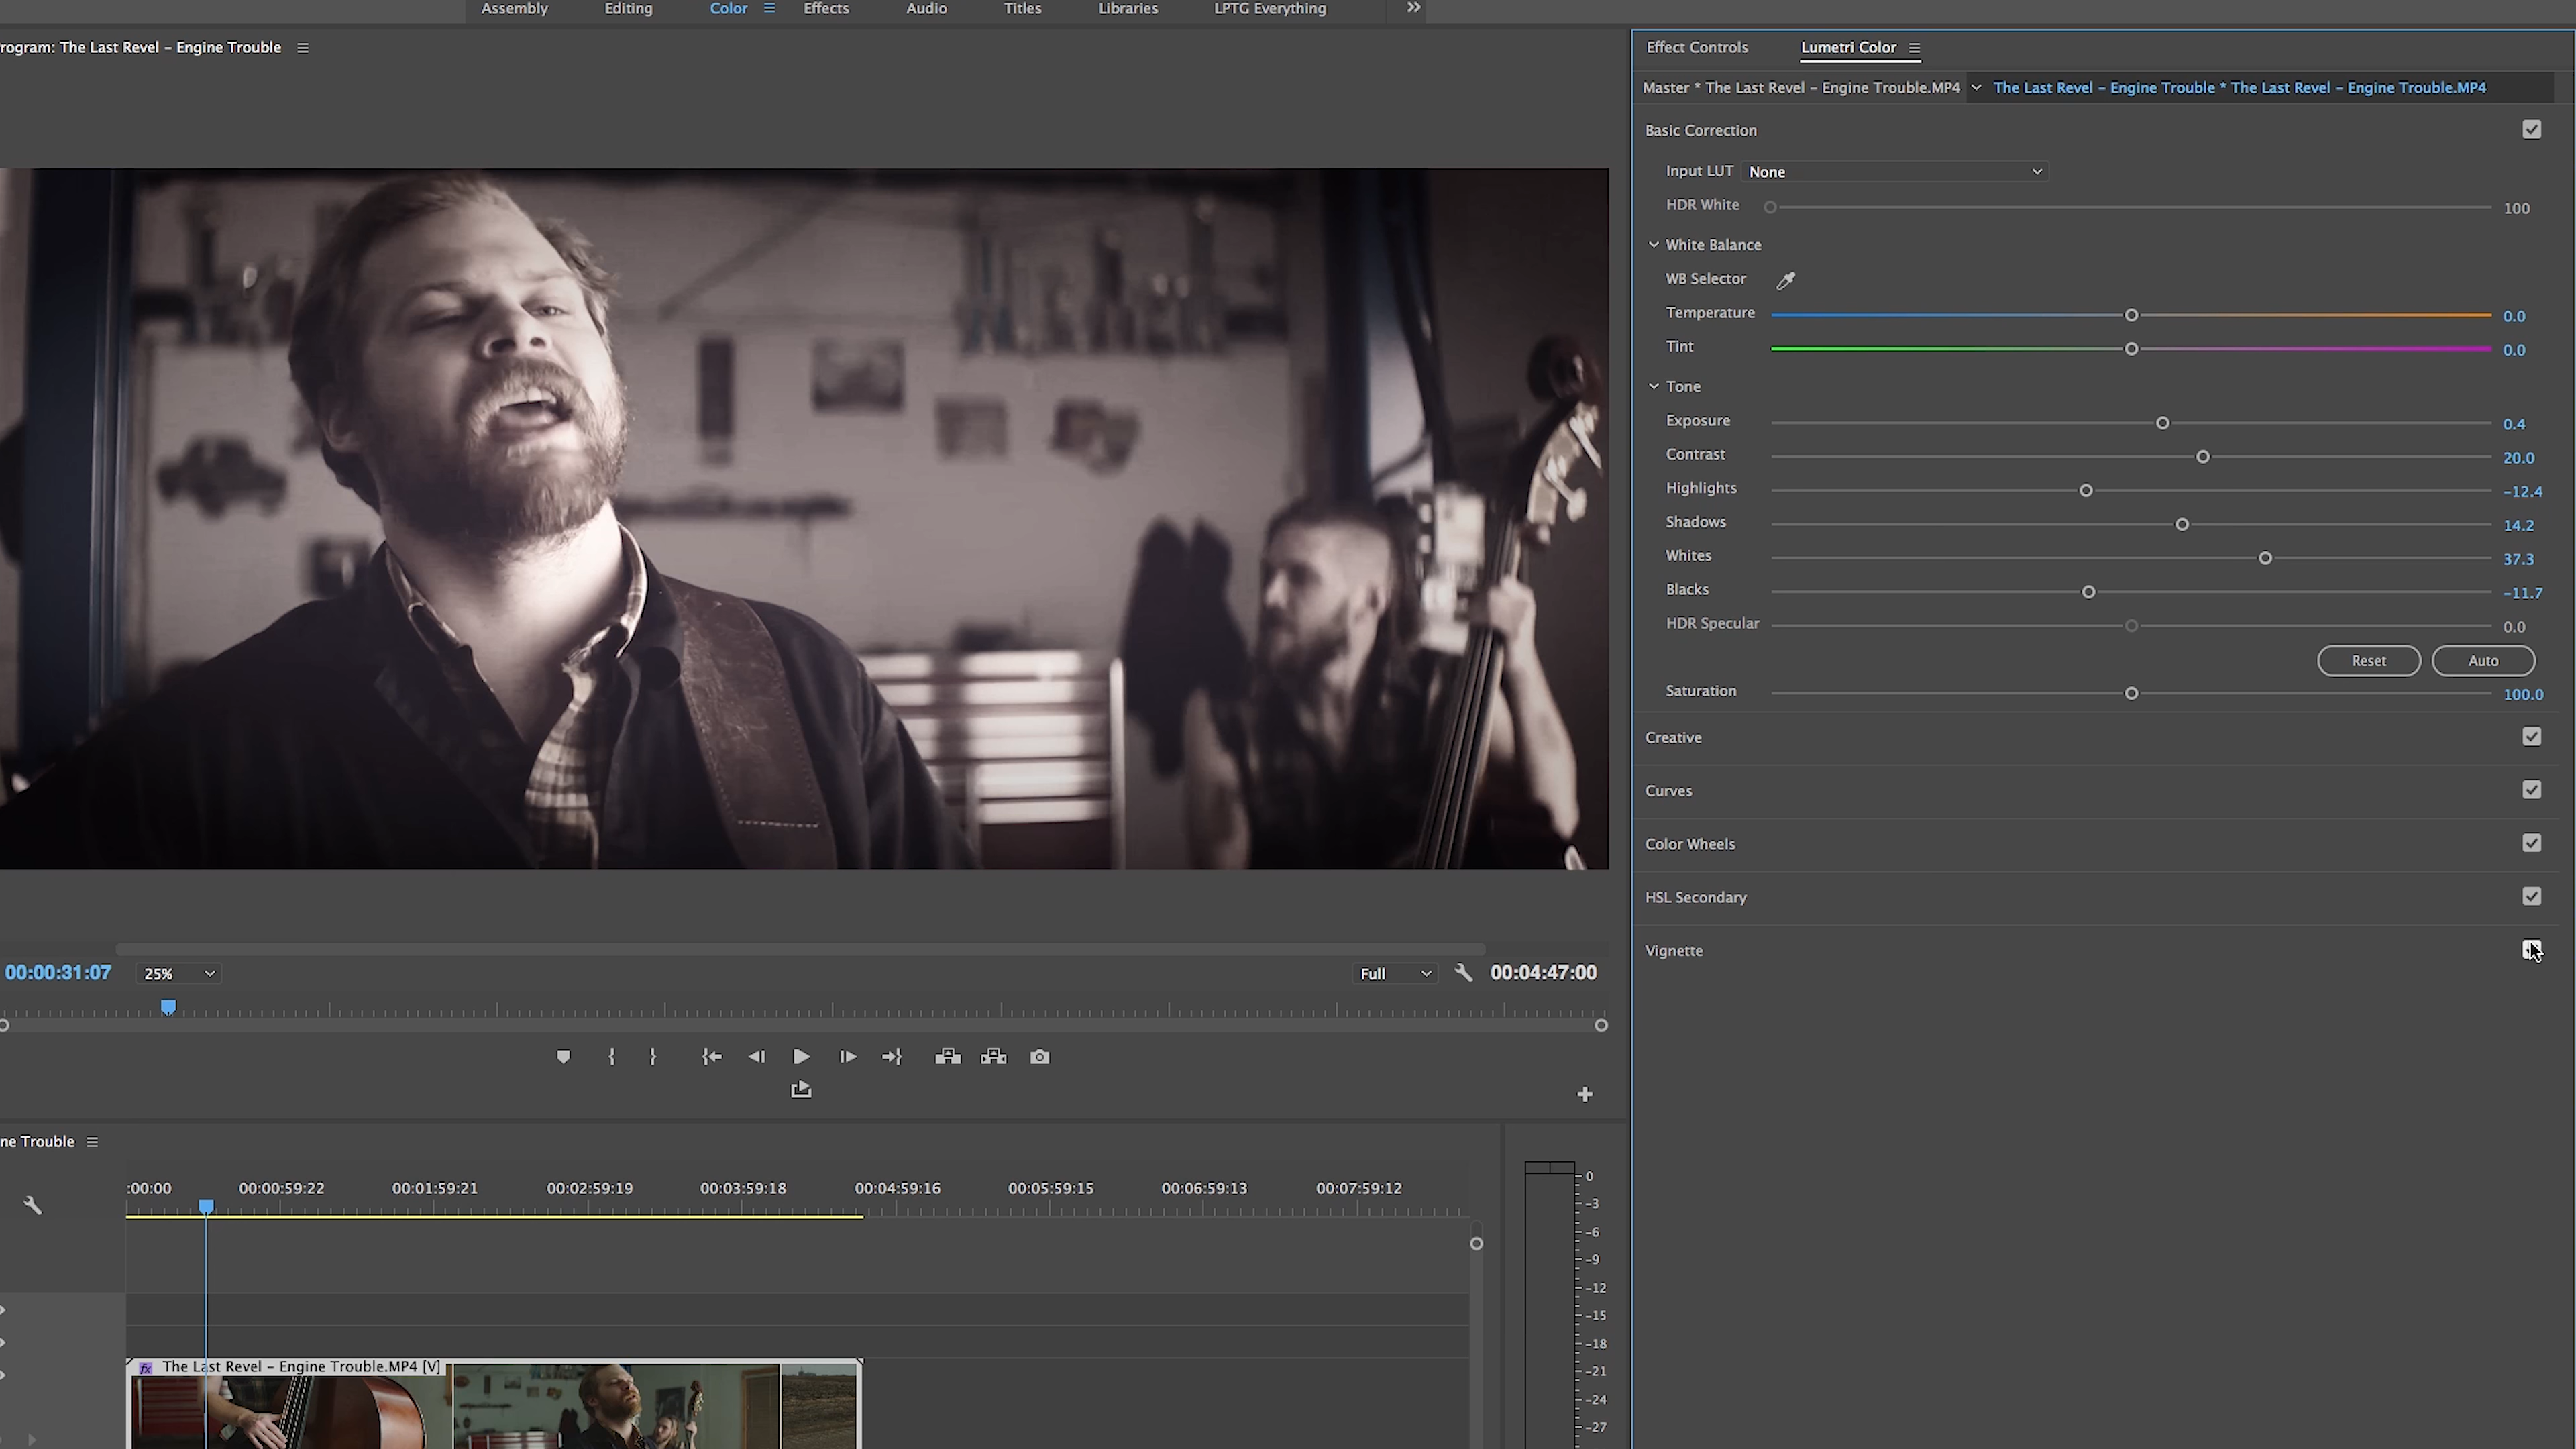 Assembly Editing Color Effects Audio Titles Libraries LPTG Everything
rogram: The Last Revel – Engine Trouble
Effect Controls Lumetri Color
Master * The Last Revel – Engine Trouble.MP4 The Last Revel – Engine Trouble * The Last Revel – Engine Trouble.MP4
Basic Correction
Input LUT None
HDR White 100
White Balance
WB Selector
Temperature 0.0
Tint 0.0
Tone
Exposure 0.4
Contrast 20.0
Highlights –12.4
Shadows 14.2
Whites 37.3
Blacks –11.7
HDR Specular 0.0
Reset Auto
Saturation 100.0
Creative
Curves
Color Wheels
HSL Secondary
Vignette
00:00:31:07 25% Full 00:04:47:00
ne Trouble
:00:00 00:00:59:22 00:01:59:21 00:02:59:19 00:03:59:18 00:04:59:16 00:05:59:15 00:06:59:13 00:07:59:12
0
–3
–6
–9
–12
–15
–18
–21
–24
–27
fx The Last Revel – Engine Trouble.MP4 [V]